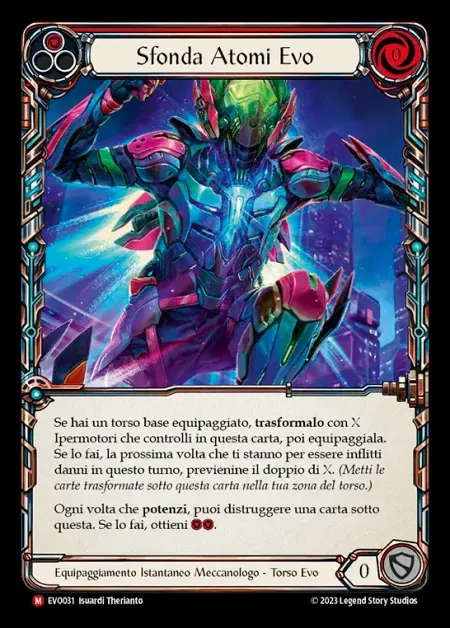 Sfonda Atomi Evo
0
Se hai un torso base equipaggiato, trasformalo con X
Ipermotori che controlli in questa carta, poi equipaggiala.
Se lo fai, la prossima volta che ti stanno per essere inflitti
danni in questo turno, previenine il doppio di X. (Metti le
carte trasformate sotto questa carta nella tua zona del torso.)
Ogni volta che potenzi, puoi distruggere una carta sotto
questa. Se lo fai, ottieni .
Equipaggiamento Istantaneo Meccanologo - Torso Evo
0
M EVO031 Isuardi Therianto © 2023 Legend Story Studios